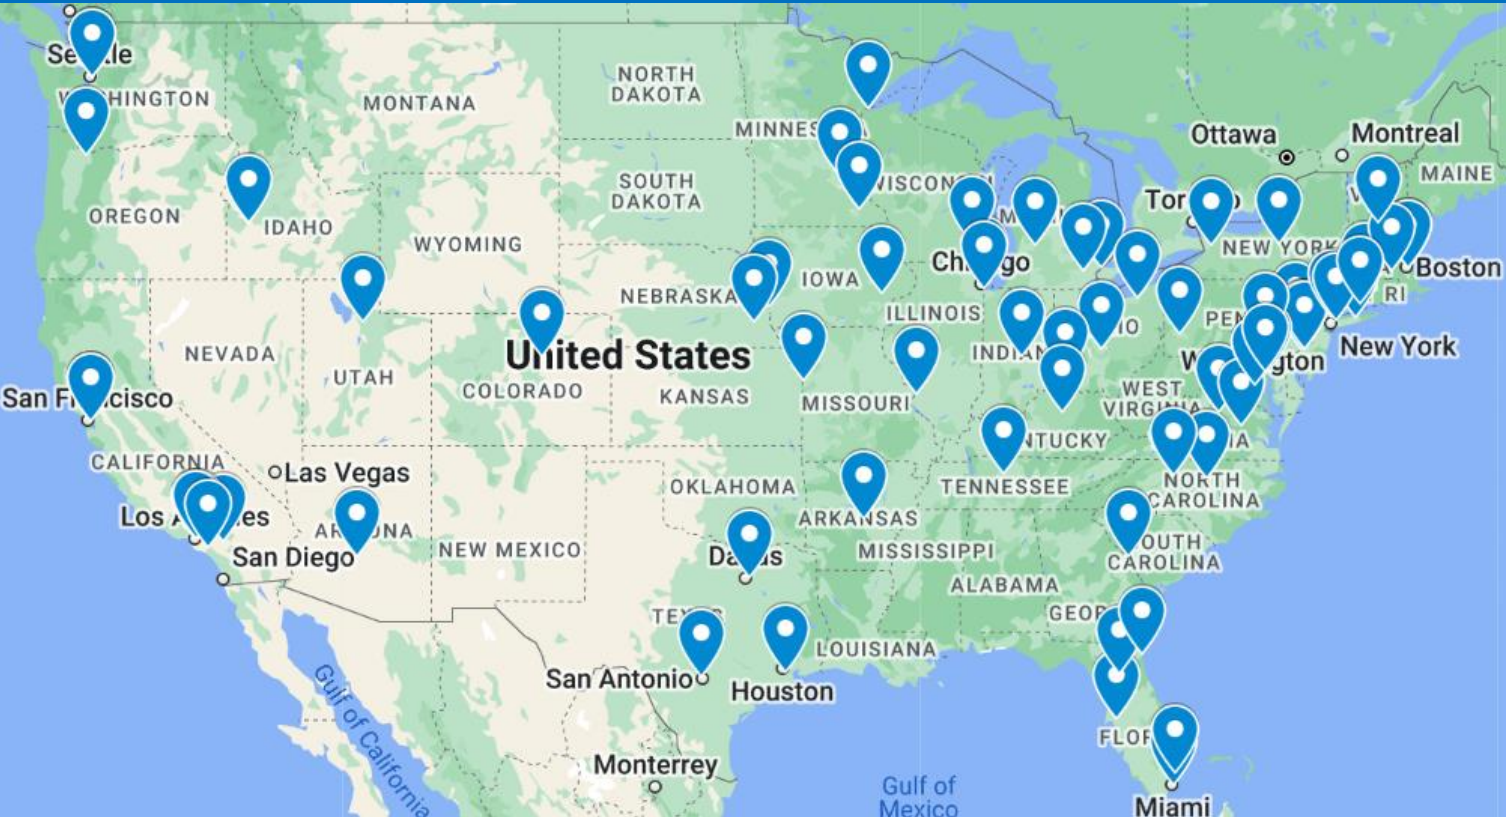 Ottawa
Montreal
MAINE
NORTH
DAKOTA
MONTANA
SOUTH
DAKOTA
OREGON
IDAHO
WYOMING
NEW YORK
Boston
RI
IOWA
NEBRASKA
ILLINOIS
New York
United States
NEVADA
UTAH
COLORADO
KANSAS
MISSOURI
WEST
VIRGINIA
CALIFORNIA
Las Vegas
OKLAHOMA
TENNESSEE
NORTH
CAROLINA
ARKANSAS
San Diego
NEW MEXICO
MISSISSIPPI
ALABAMA
CAROLINA
LOUISIANA
San Antonio
Houston
Gulf of California
Monterrey
Gulf of
Mexico
Miami